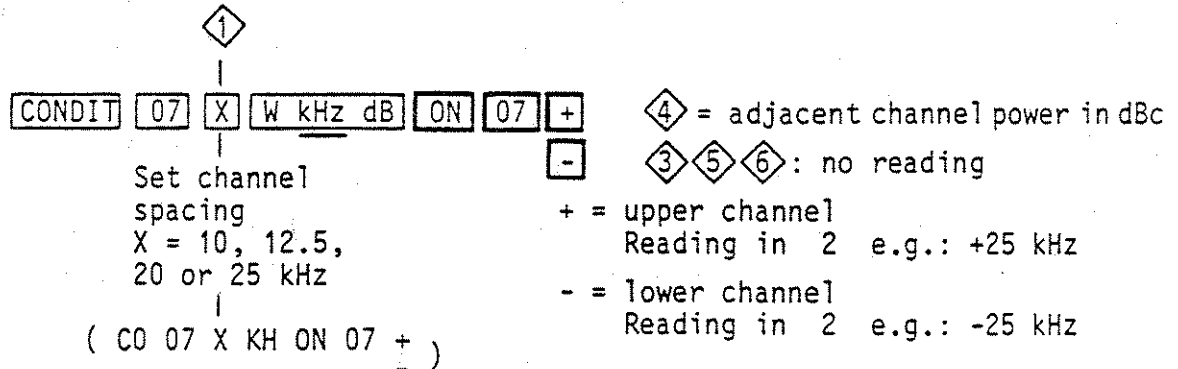 1
CONDIT 07 X W kHz dB ON 07 +
-
4 = adjacent channel power in dBc
3 5 6 : no reading
Set channel
spacing
X = 10, 12.5,
20 or 25 kHz
( CO 07 X KH ON 07 + )
-
+ = upper channel
Reading in 2 e.g.: +25 kHz
- = lower channel
Reading in 2 e.g.: -25 kHz